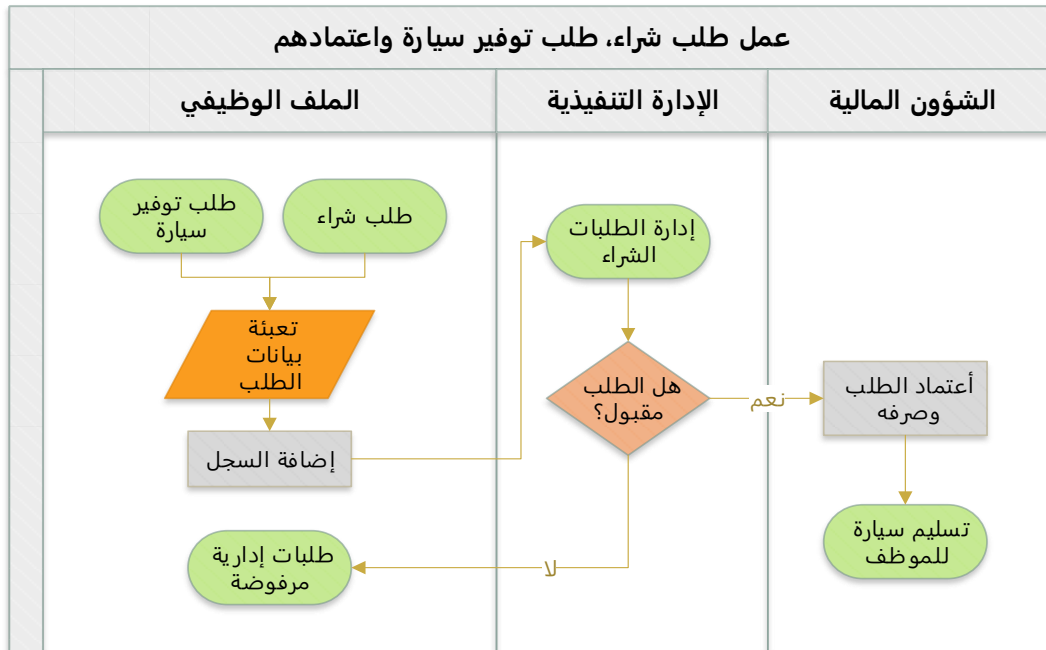 عمل طلب شراء، طلب توفير سيارة واعتمادهم
الشؤون المالية
الإدارة التنفيذية
الملف الوظيفي
طلب شراء
طلب توفير
سيارة
تعبئة
بيانات
الطلب
إضافة السجل
إدارة الطلبات
الشراء
هل الطلب
مقبول؟
نعم
أعتماد الطلب
وصرفه
تسليم سيارة
للموظف
لا
طلبات إدارية
مرفوضة